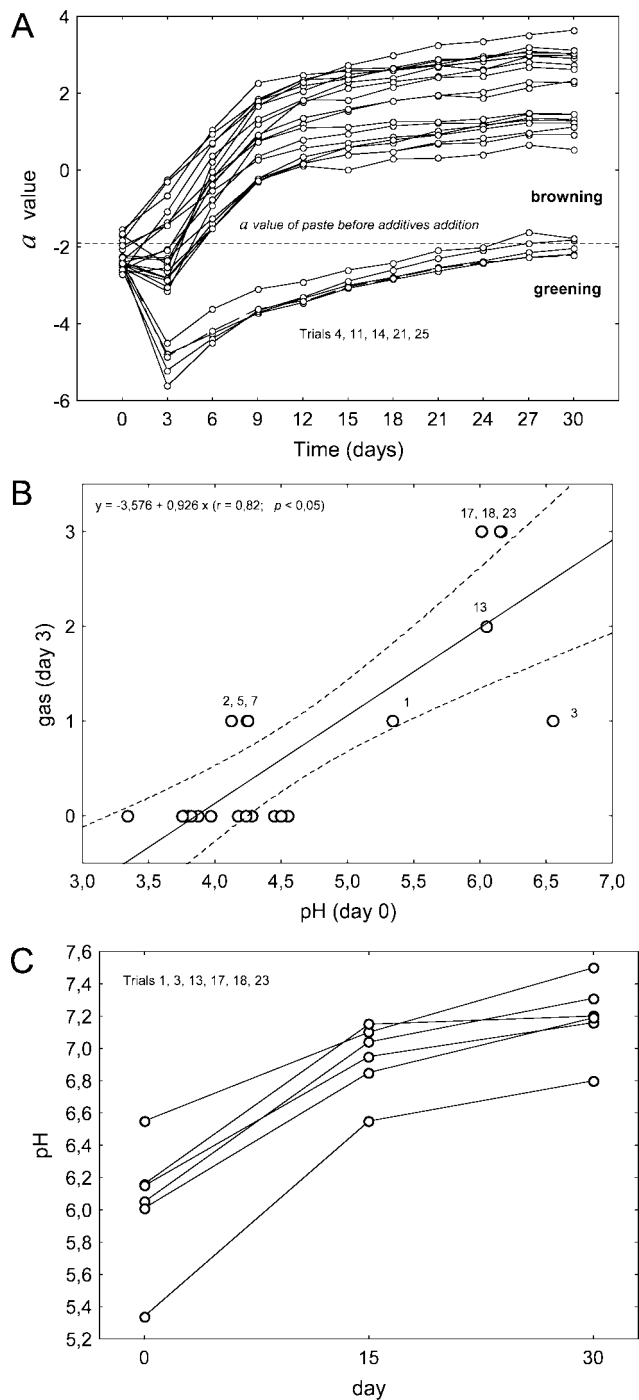 A
a value
4
2
0
-2
-4
-6
browning
a value of paste before additives addition
greening
Trials 4, 11, 14, 21, 25
0 3 6 9 12 15 18 21 24 27 30
Time (days)
B
y = -3,576 + 0,926 x (r = 0,82; p < 0,05)
gas (day 3)
3
2
1
0
17, 18, 23
13
2, 5, 7
1
3
3,0 3,5 4,0 4,5 5,0 5,5 6,0 6,5 7,0
pH (day 0)
C
7,6
7,4
7,2
7,0
6,8
6,6
6,4
6,2
6,0
5,8
5,6
5,4
5,2
Trials 1, 3, 13, 17, 18, 23
pH
0 15 30
day